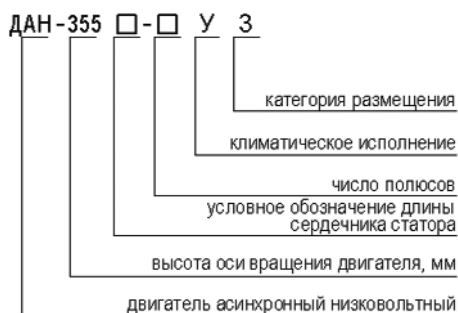 ДАН-355 □-□ У 3
категория размещения
климатическое исполнение
число полюсов
условное обозначение длины
сердечника статора
высота оси вращения двигателя, мм
двигатель асинхронный низковольтный